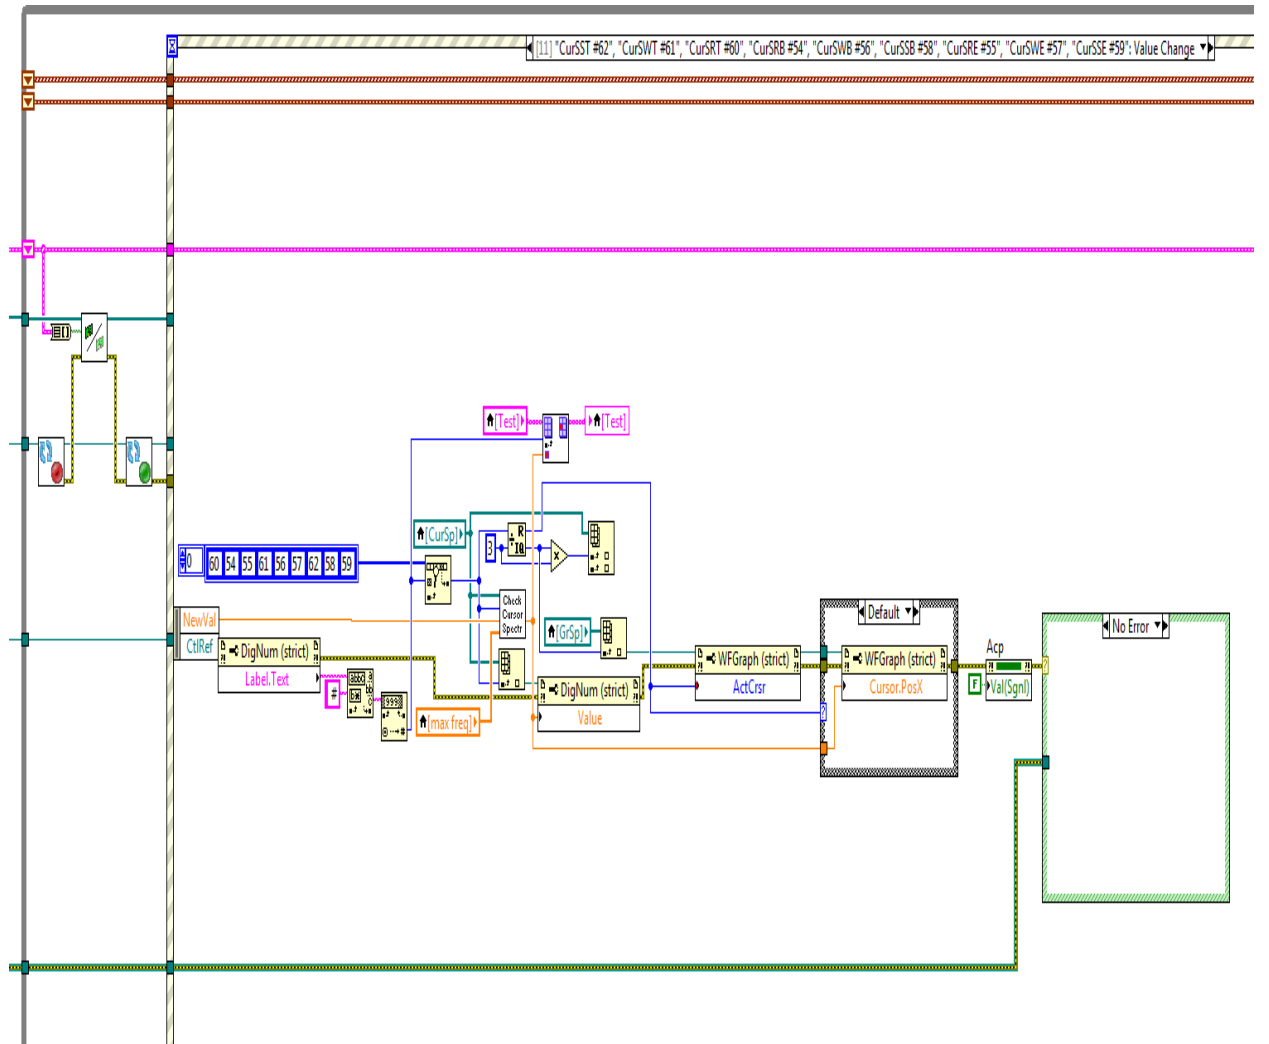 [11] "CurSST #62", "CurSWT #61", "CurSRT #60", "CurSRB #54", "CurSWB #56", "CurSSB #58", "CurSRE #55", "CurSWE #57", "CurSSE #59": Value Change
[Test] [Test]
[CurSp]
R
IQ
3
x
0 60 54 55 61 56 57 62 58 59
Check
Cursor
Spectr
NewVal
CtlRef
DigNum (strict)
Label.Text
#
[GrSp]
[max freq]
DigNum (strict)
Value
WFGraph (strict)
ActCrsr
Default
WFGraph (strict)
Cursor.PosX
Acp
F
Val(Sgnl)
No Error